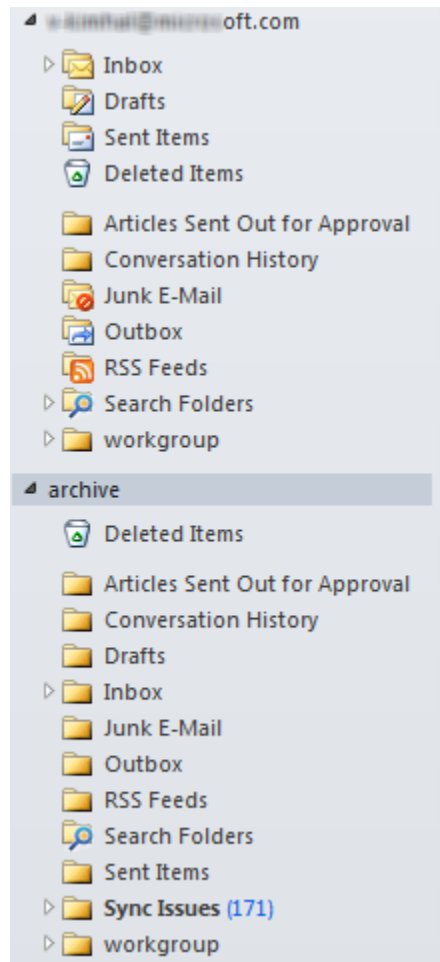 oft.com
Inbox
Drafts
Sent Items
Deleted Items
Articles Sent Out for Approval
Conversation History
Junk E-Mail
Outbox
RSS Feeds
Search Folders
workgroup
archive
Deleted Items
Articles Sent Out for Approval
Conversation History
Drafts
Inbox
Junk E-Mail
Outbox
RSS Feeds
Search Folders
Sent Items
Sync Issues (171)
workgroup